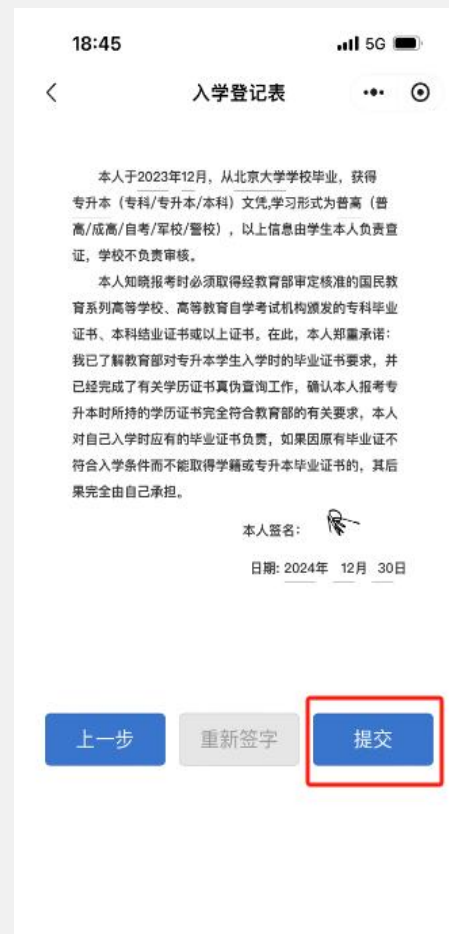 18:45 5G
入学登记表
本人于2023年12月，从北京大学学校毕业，获得
专升本（专科/专升本/本科）文凭,学习形式为普高（普
高/成高/自考/军校/警校），以上信息由学生本人负责查
证，学校不负责审核。
本人知晓报考时必须取得经教育部审定核准的国民教
育系列高等学校、高等教育自学考试机构颁发的专科毕业
证书、本科结业证书或以上证书。在此，本人郑重承诺：
我已了解教育部对专升本学生入学时的毕业证书要求，并
已经完成了有关学历证书真伪查询工作，确认本人报考专
升本时所持的学历证书完全符合教育部的有关要求，本人
对自己入学时应有的毕业证书负责，如果因原有毕业证不
符合入学条件而不能取得学籍或专升本毕业证书的，其后
果完全由自己承担。
本人签名：
日期: 2024年 12月 30日
上一步 重新签字 提交